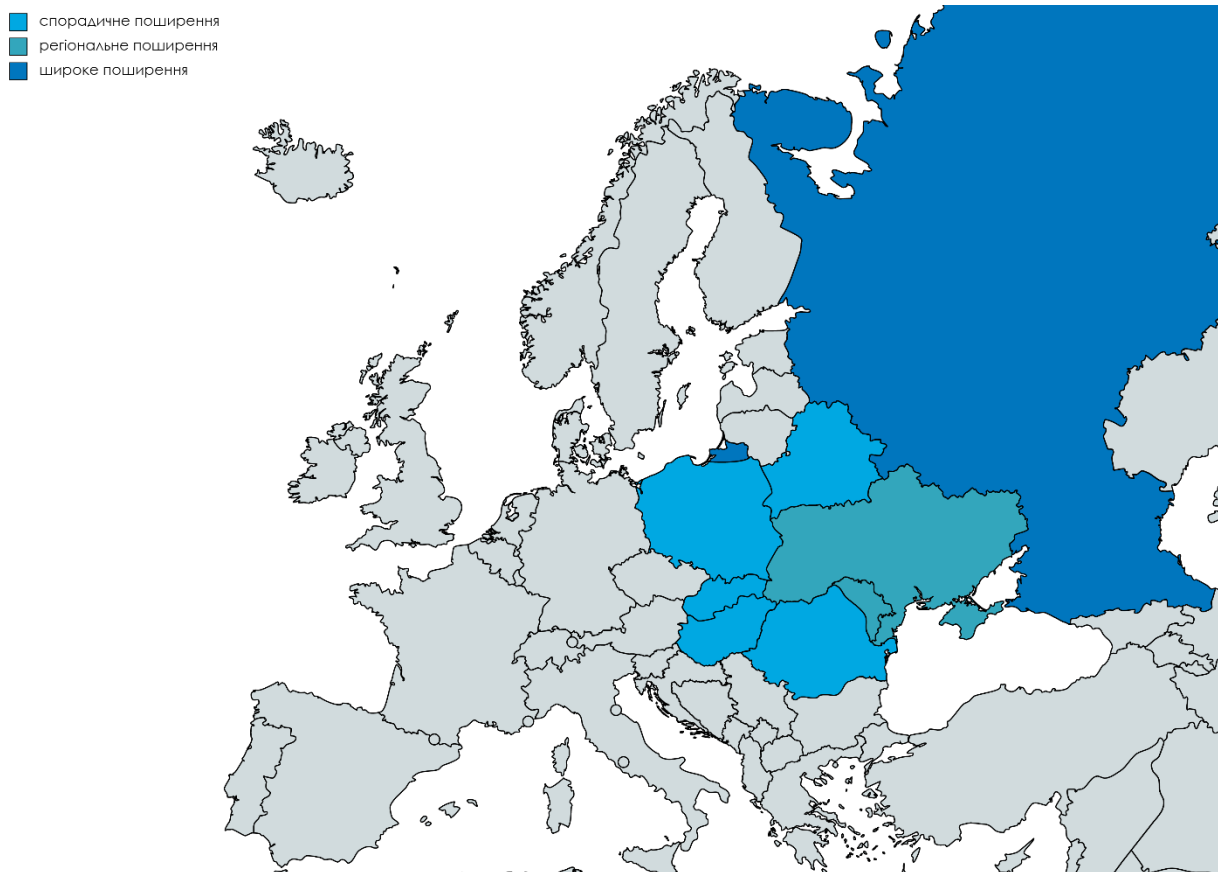 спорадичне поширення
регіональне поширення
широке поширення